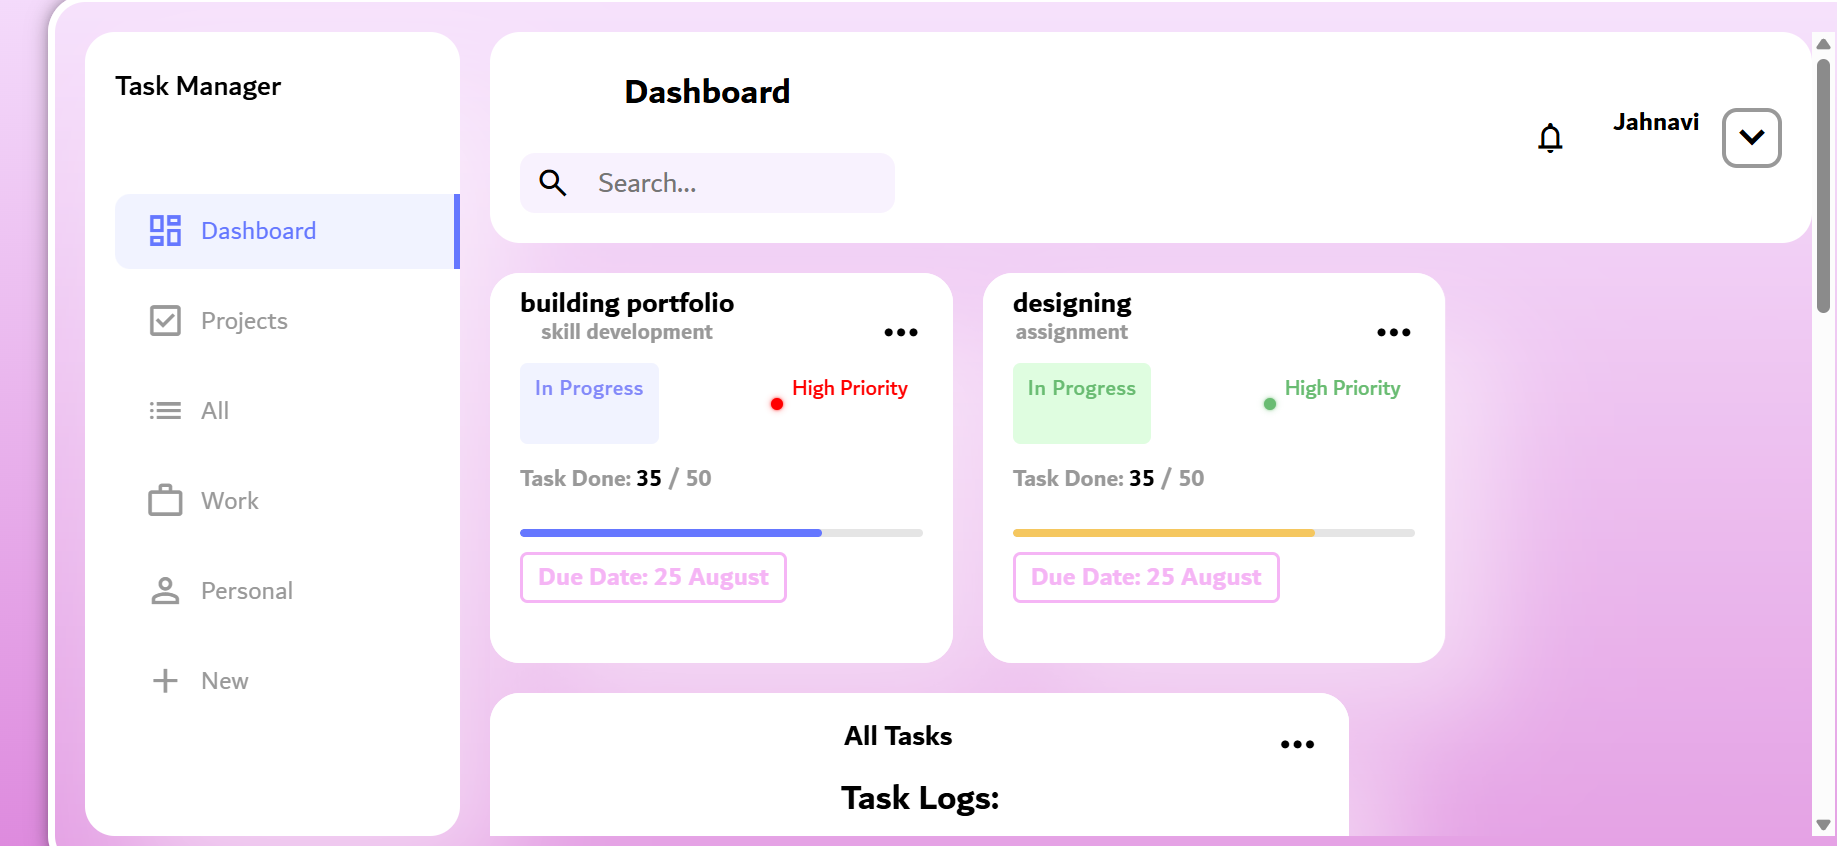 Task Manager
Dashboard
Projects
All
Work
Personal
New
Dashboard
Search...
Jahnavi
building portfolio
skill development
In Progress
High Priority
Task Done: 35 / 50
Due Date: 25 August
designing
assignment
In Progress
High Priority
Task Done: 35 / 50
Due Date: 25 August
All Tasks
Task Logs: